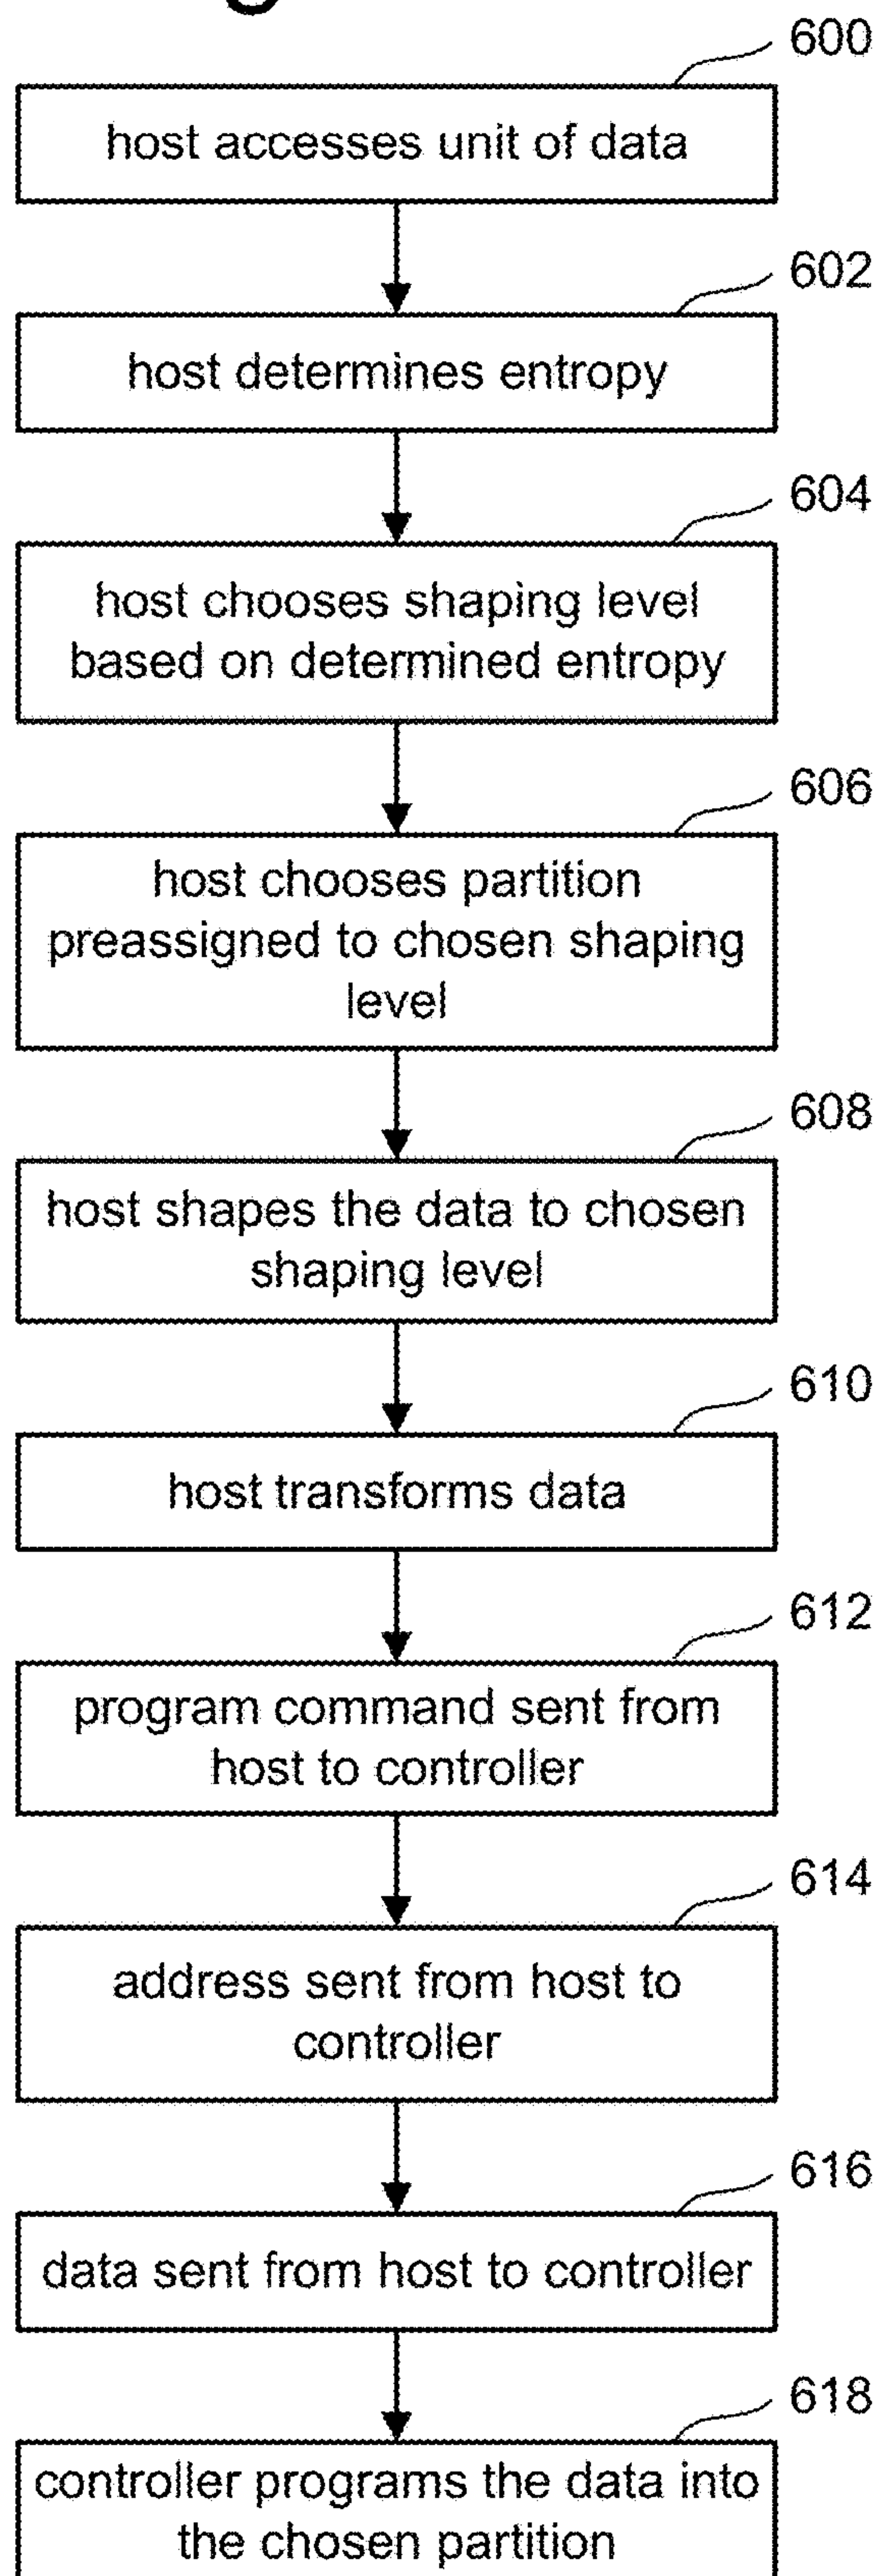 600
host accesses unit of data
602
host determines entropy
604
host chooses shaping level
based on determined entropy
606
host chooses partition
preassigned to chosen shaping
level
608
host shapes the data to chosen
shaping level
610
host transforms data
612
program command sent from
host to controller
614
address sent from host to
controller
616
data sent from host to controller
618
controller programs the data into
the chosen partition